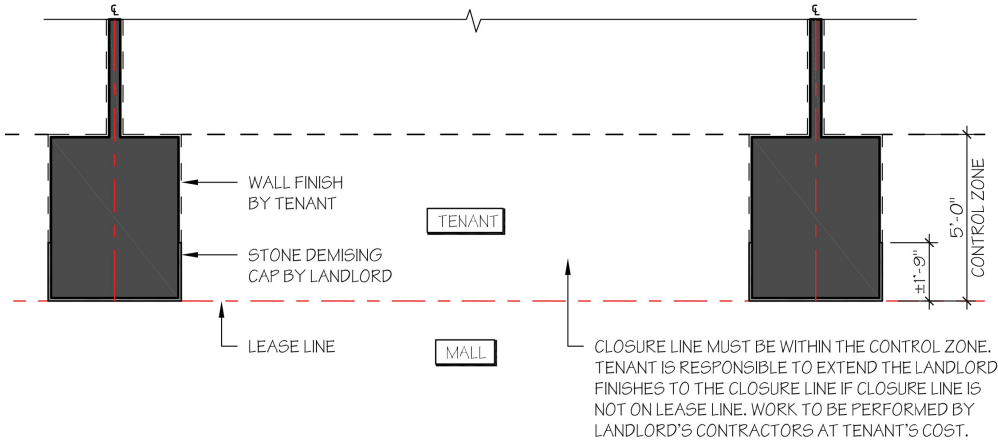 ℄
℄
WALL FINISH
BY TENANT
TENANT
STONE DEMISING
CAP BY LANDLORD
±1'-9"
5'-0"
CONTROL ZONE
LEASE LINE
MALL
CLOSURE LINE MUST BE WITHIN THE CONTROL ZONE.
TENANT IS RESPONSIBLE TO EXTEND THE LANDLORD
FINISHES TO THE CLOSURE LINE IF CLOSURE LINE IS
NOT ON LEASE LINE. WORK TO BE PERFORMED BY
LANDLORD'S CONTRACTORS AT TENANT'S COST.